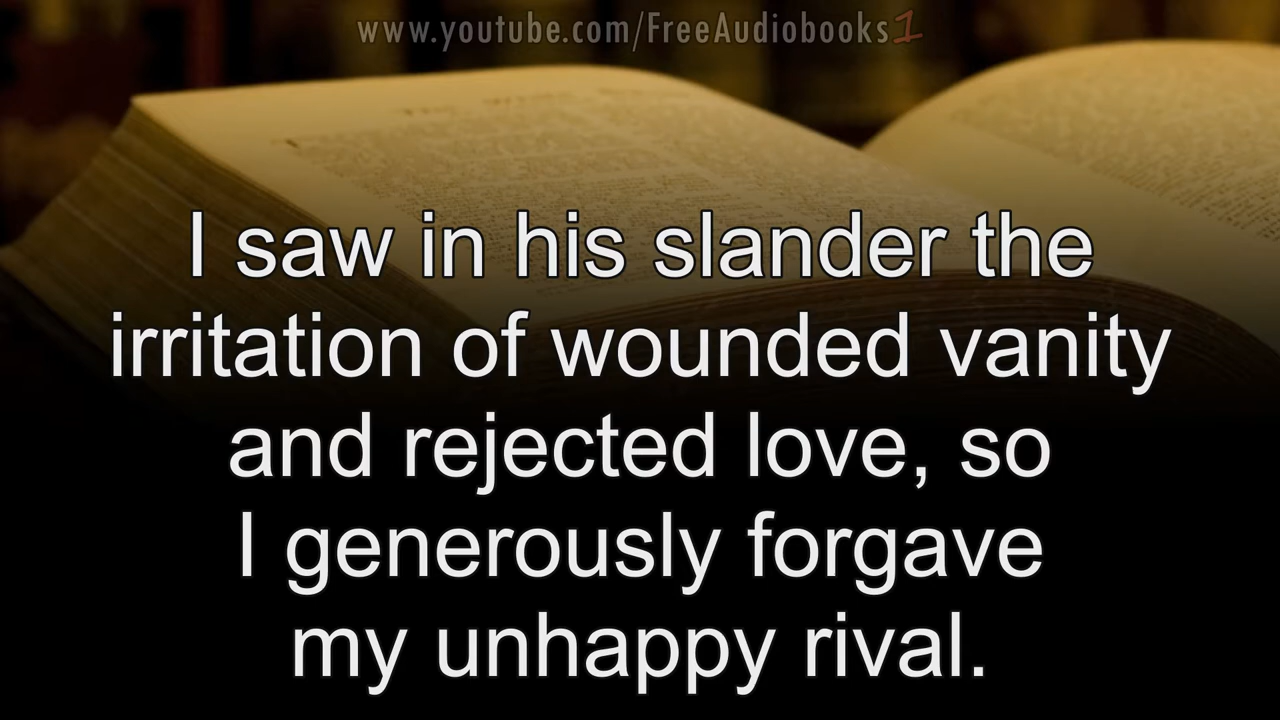 www.youtube.com/FreeAudiobooks1
I saw in his slander the
irritation of wounded vanity
and rejected love, so
I generously forgave
my unhappy rival.